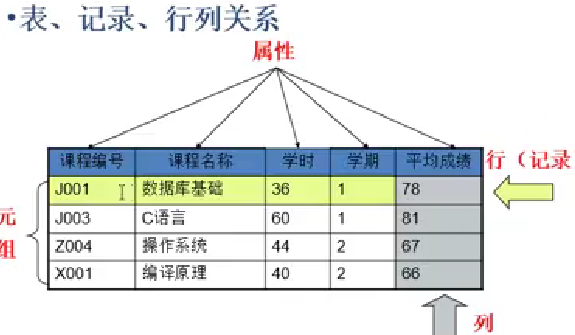 •表、记录、行列关系
属性
课程编号 课程名称 学时 学期 平均成绩 行（记录
J001 数据库基础 36 1 78
J003 C语言 60 1 81
元组
Z004 操作系统 44 2 67
X001 编译原理 40 2 66
列